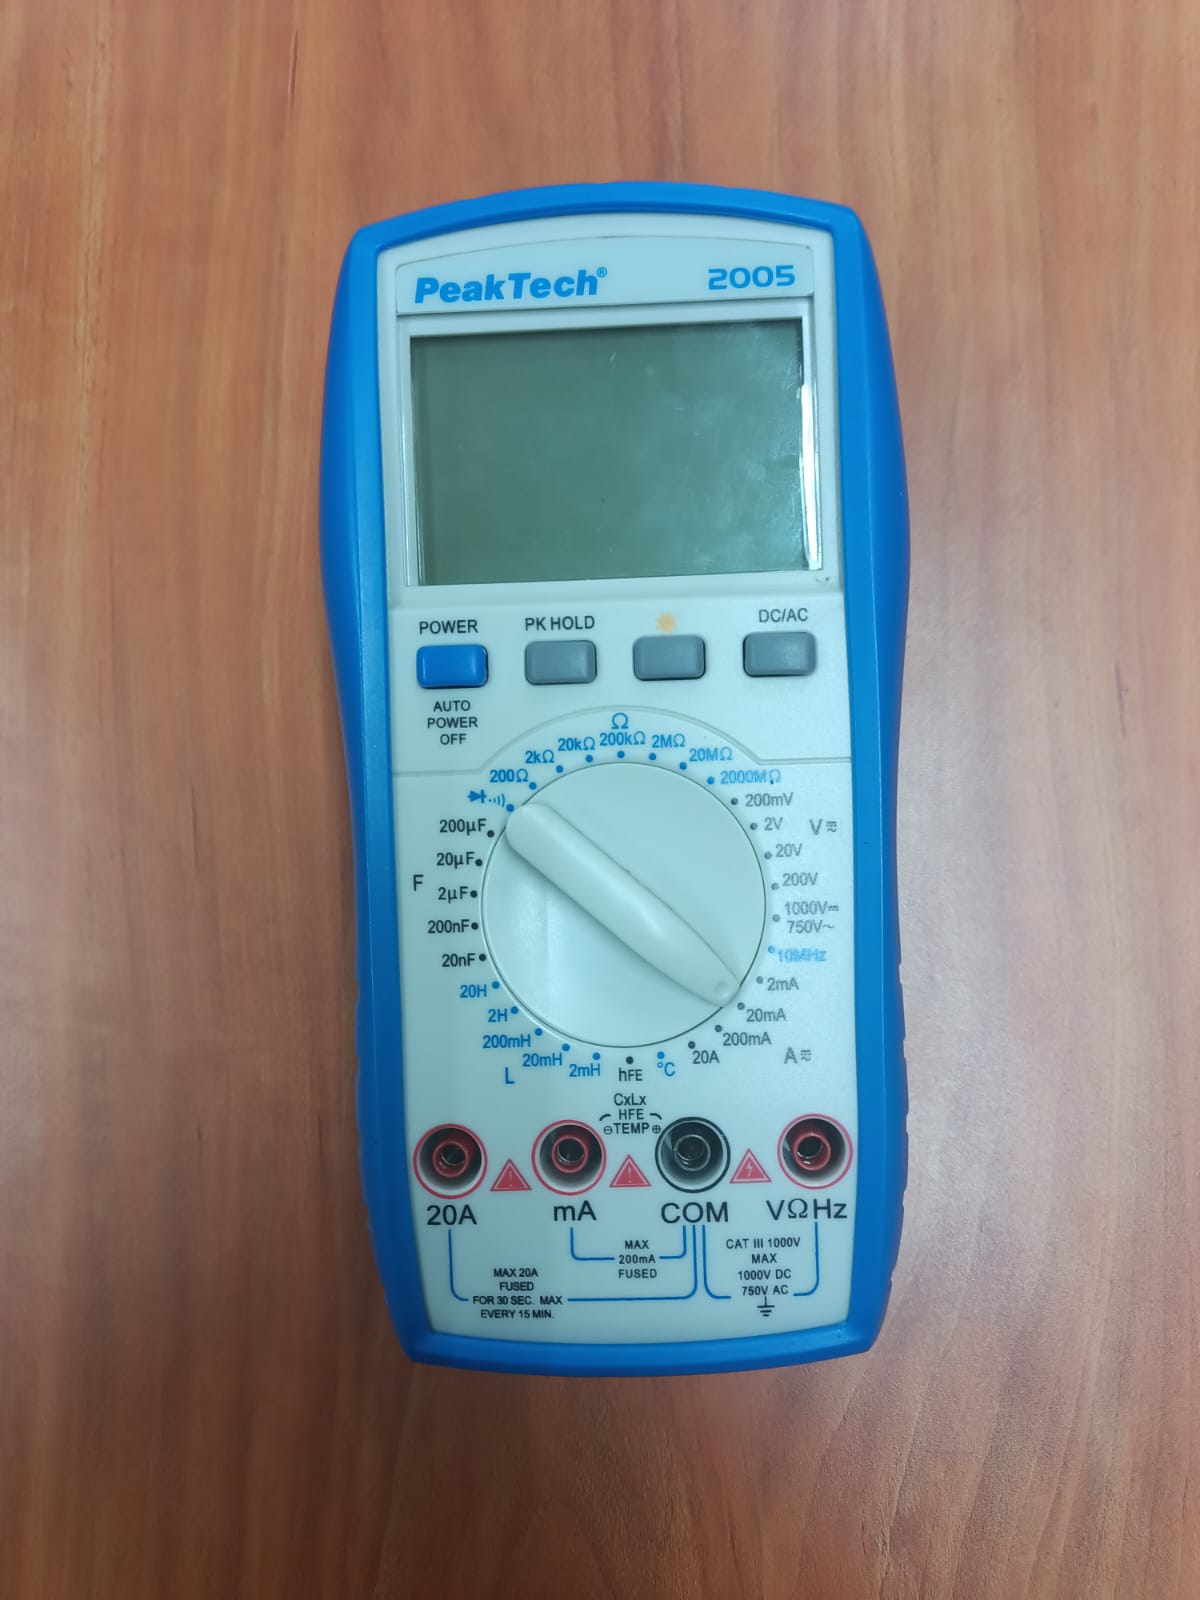 PeakTech® 2005
POWER PK HOLD DC/AC
AUTO
POWER
OFF
Ω
200Ω 2kΩ 20kΩ 200kΩ 2MΩ 20MΩ 2000MΩ
200mV
2V V
20V
200V
1000V
750V~
10MHz
2mA
20mA
200mA
20A A
200µF
20µF
F
2µF
200nF
20nF
20H
2H
200mH
20mH
2mH
L
hFE
°C
CxLx
HFE
⊖TEMP⊕
20A mA COM VΩHz
MAX
200mA
FUSED
MAX 20A
FUSED
FOR 30 SEC. MAX
EVERY 15 MIN.
CAT III 1000V
MAX
1000V DC
750V AC